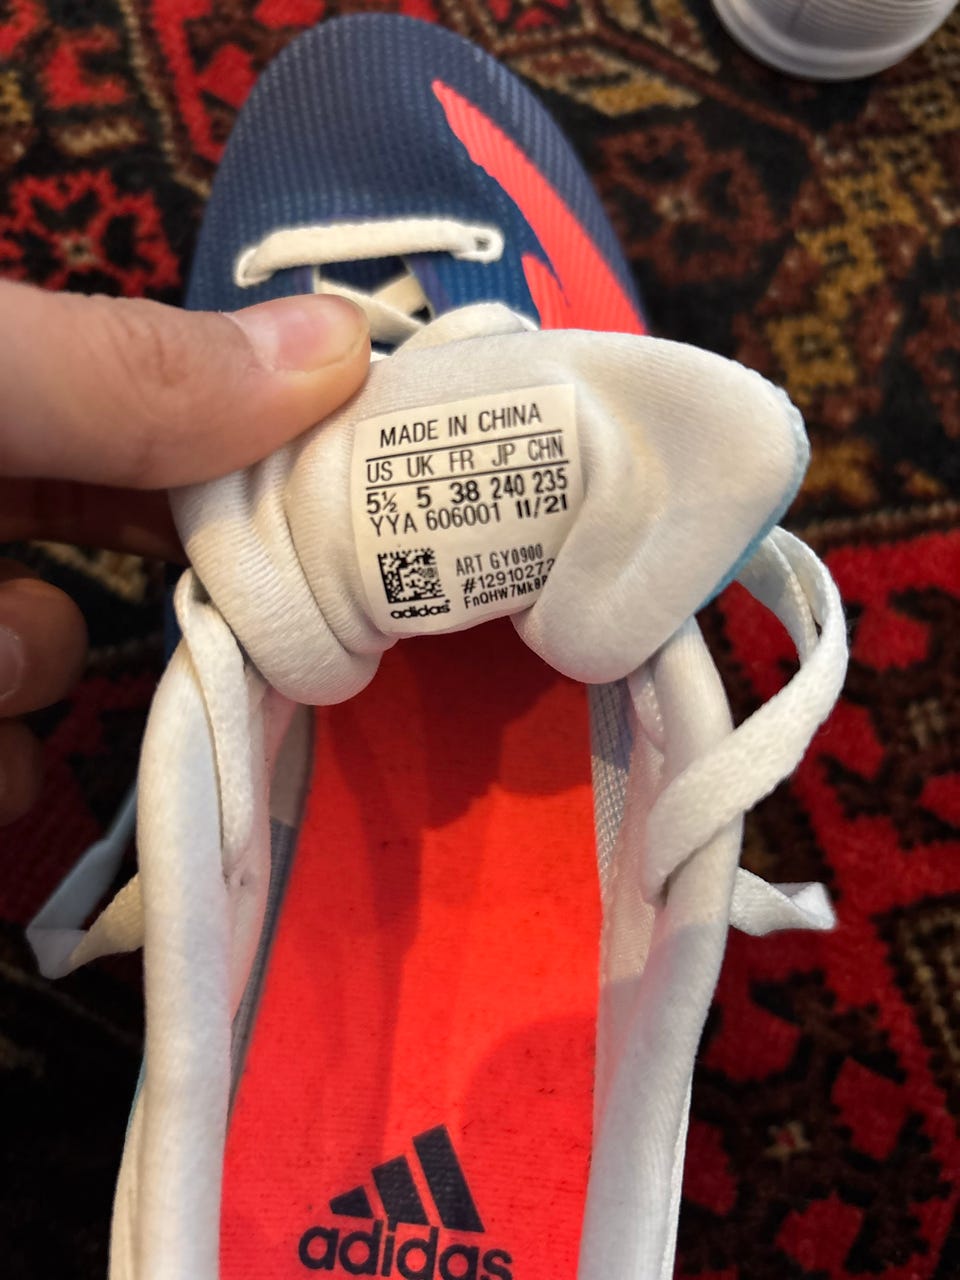 MADE IN CHINA
US UK FR JP CHN
5½ 5 38 240 235
YYA 606001 11/21
ART GY0900
#12910272
adidas
adidas